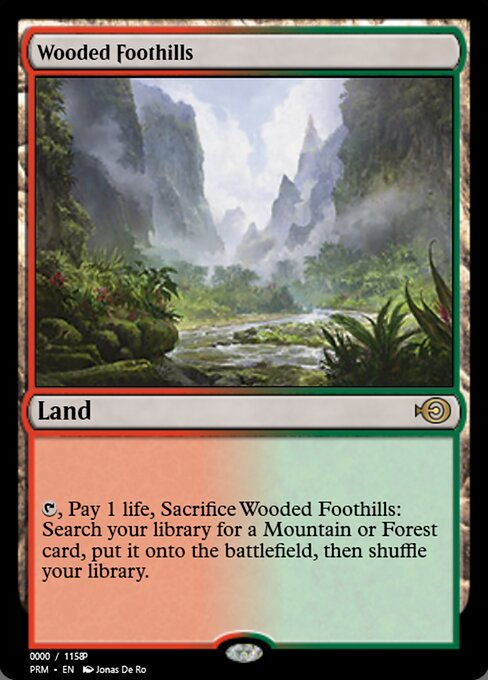 Wooded Foothills
Land
, Pay 1 life, Sacrifice Wooded Foothills:
Search your library for a Mountain or Forest
card, put it onto the battlefield, then shuffle
your library.
0000 / 1158P
PRM • EN Jonas De Ro